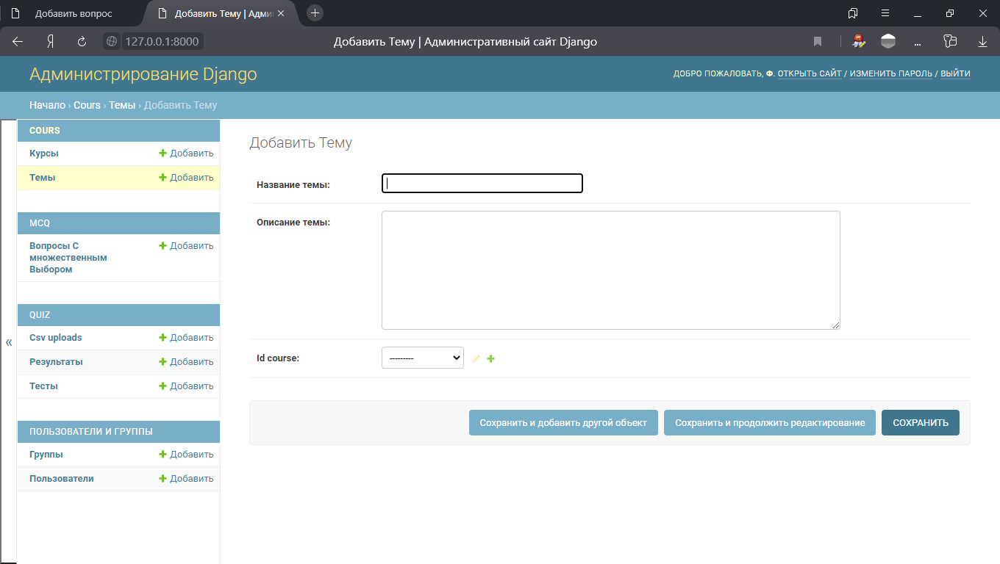 Добавить вопрос
Добавить Тему | Адми
127.0.0.1:8000
Добавить Тему | Административный сайт Django
Администрирование Django
ДОБРО ПОЖАЛОВАТЬ, Ф. ОТКРЫТЬ САЙТ / ИЗМЕНИТЬ ПАРОЛЬ / ВЫЙТИ
Начало › Cours › Темы › Добавить Тему
«
COURS
Курсы + Добавить
Темы + Добавить
MCQ
Вопросы С + Добавить
множественным
Выбором
QUIZ
Csv uploads + Добавить
Результаты + Добавить
Тесты + Добавить
ПОЛЬЗОВАТЕЛИ И ГРУППЫ
Группы + Добавить
Пользователи + Добавить
Добавить Тему
Название темы:
Описание темы:
Id course: ---------
Сохранить и добавить другой объект
Сохранить и продолжить редактирование
СОХРАНИТЬ